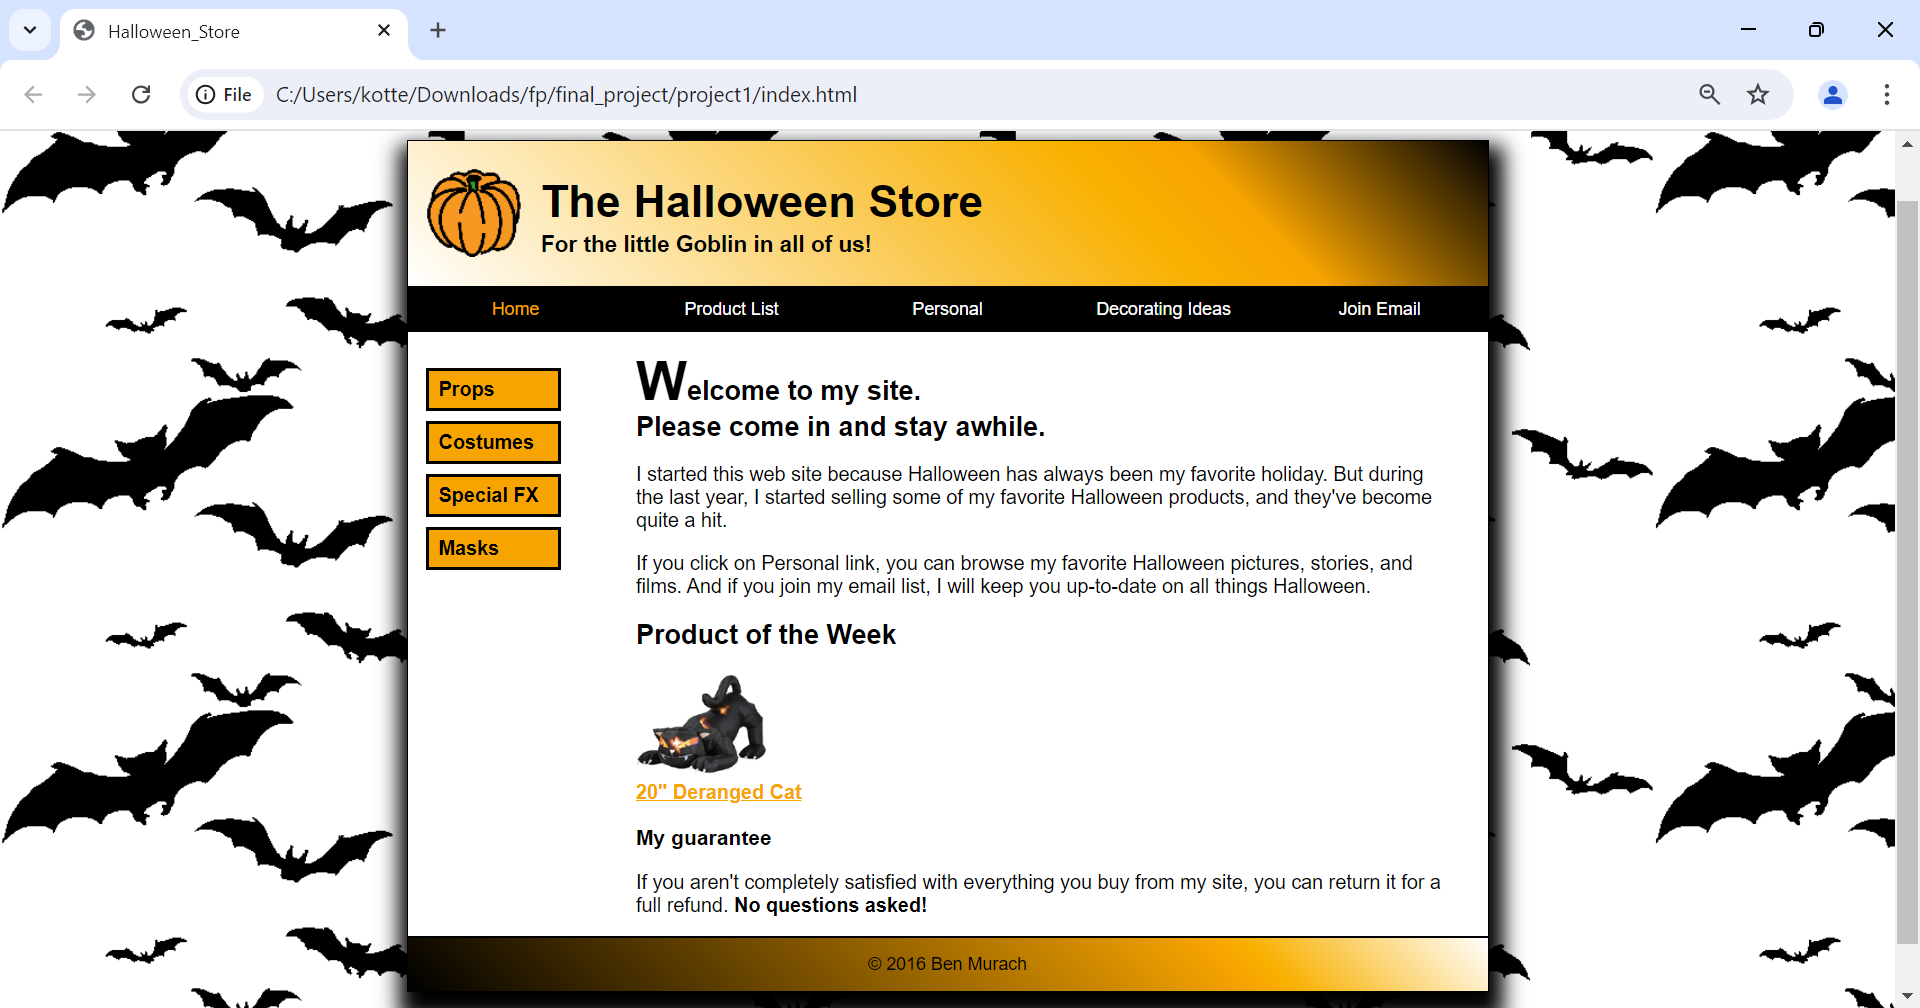 Halloween_Store
File
C:/Users/kotte/Downloads/fp/final_project/project1/index.html
The Halloween Store
For the little Goblin in all of us!
Home Product List Personal Decorating Ideas Join Email
Props
Costumes
Special FX
Masks
Welcome to my site.
Please come in and stay awhile.
I started this web site because Halloween has always been my favorite holiday. But during
the last year, I started selling some of my favorite Halloween products, and they've become
quite a hit.
If you click on Personal link, you can browse my favorite Halloween pictures, stories, and
films. And if you join my email list, I will keep you up-to-date on all things Halloween.
Product of the Week
20" Deranged Cat
My guarantee
If you aren't completely satisfied with everything you buy from my site, you can return it for a
full refund. No questions asked!
© 2016 Ben Murach